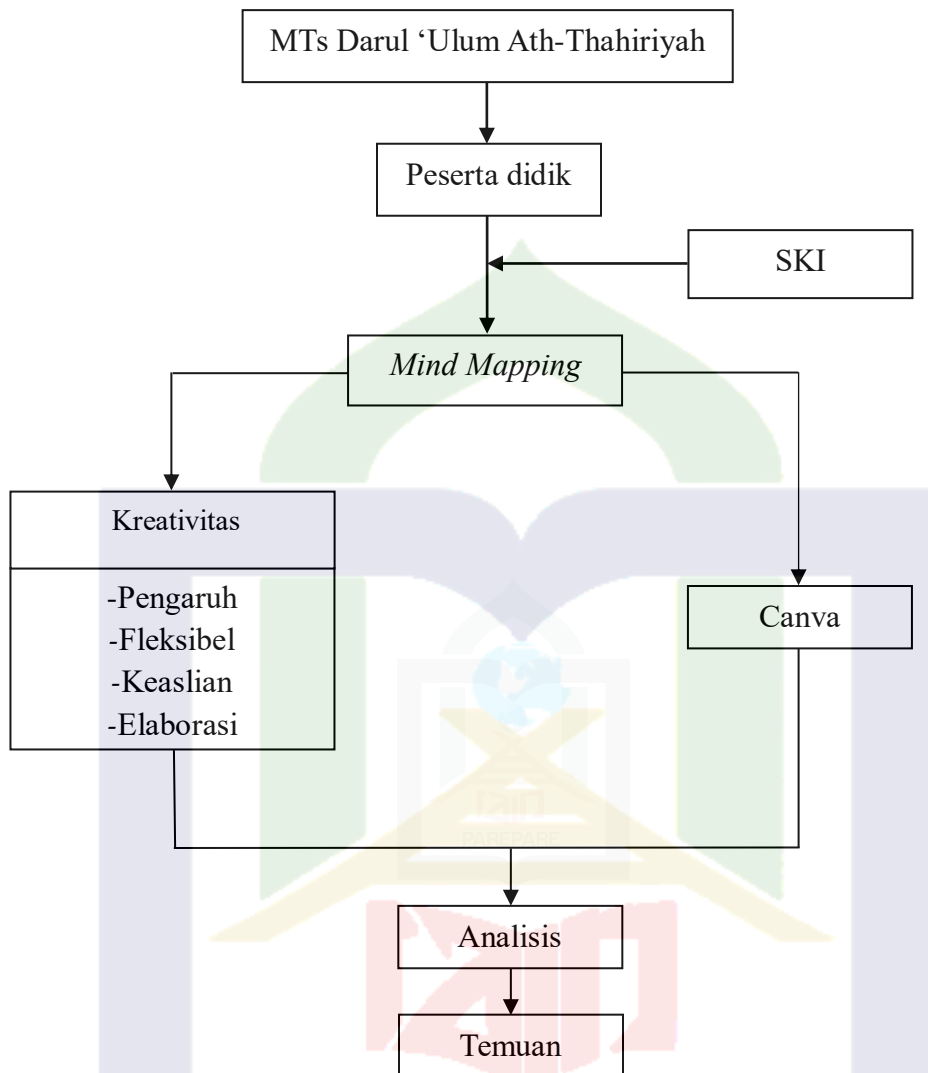 MTs Darul ‘Ulum Ath-Thahiriyah
Peserta didik
SKI
Mind Mapping
Kreativitas
-Pengaruh
-Fleksibel
-Keaslian
-Elaborasi
Canva
PAREPARE
Analisis
Temuan